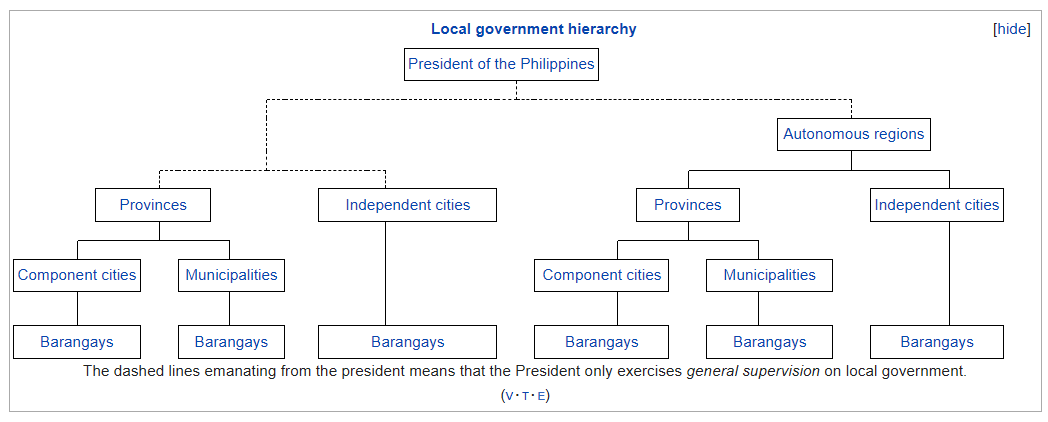 Local government hierarchy [hide]
President of the Philippines
Autonomous regions
Provinces Independent cities Provinces Independent cities
Component cities Municipalities Component cities Municipalities
Barangays Barangays Barangays Barangays Barangays Barangays
The dashed lines emanating from the president means that the President only exercises general supervision on local government.
(V · T · E)